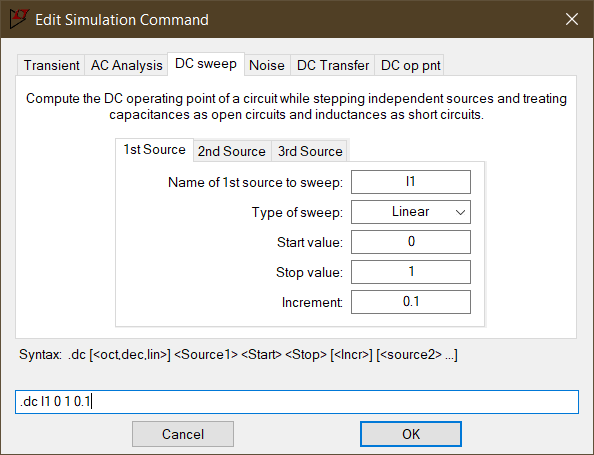 Edit Simulation Command
Transient AC Analysis DC sweep Noise DC Transfer DC op pnt
Compute the DC operating point of a circuit while stepping independent sources and treating
capacitances as open circuits and inductances as short circuits.
1st Source 2nd Source 3rd Source
Name of 1st source to sweep: I1
Type of sweep: Linear
Start value: 0
Stop value: 1
Increment: 0.1
Syntax: .dc [<oct,dec,lin>] <Source1> <Start> <Stop> [<Incr>] [<source2> ...]
.dc I1 0 1 0.1
Cancel OK